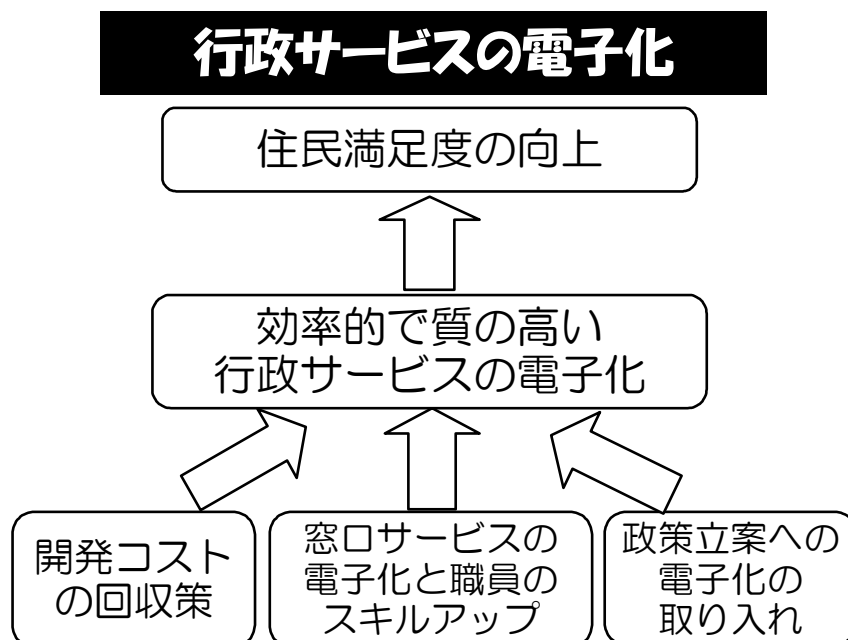 行政サービスの電子化
住民満足度の向上
効率的で質の高い
行政サービスの電子化
開発コスト
の回収策
窓口サービスの
電子化と職員の
スキルアップ
政策立案への
電子化の
取り入れ